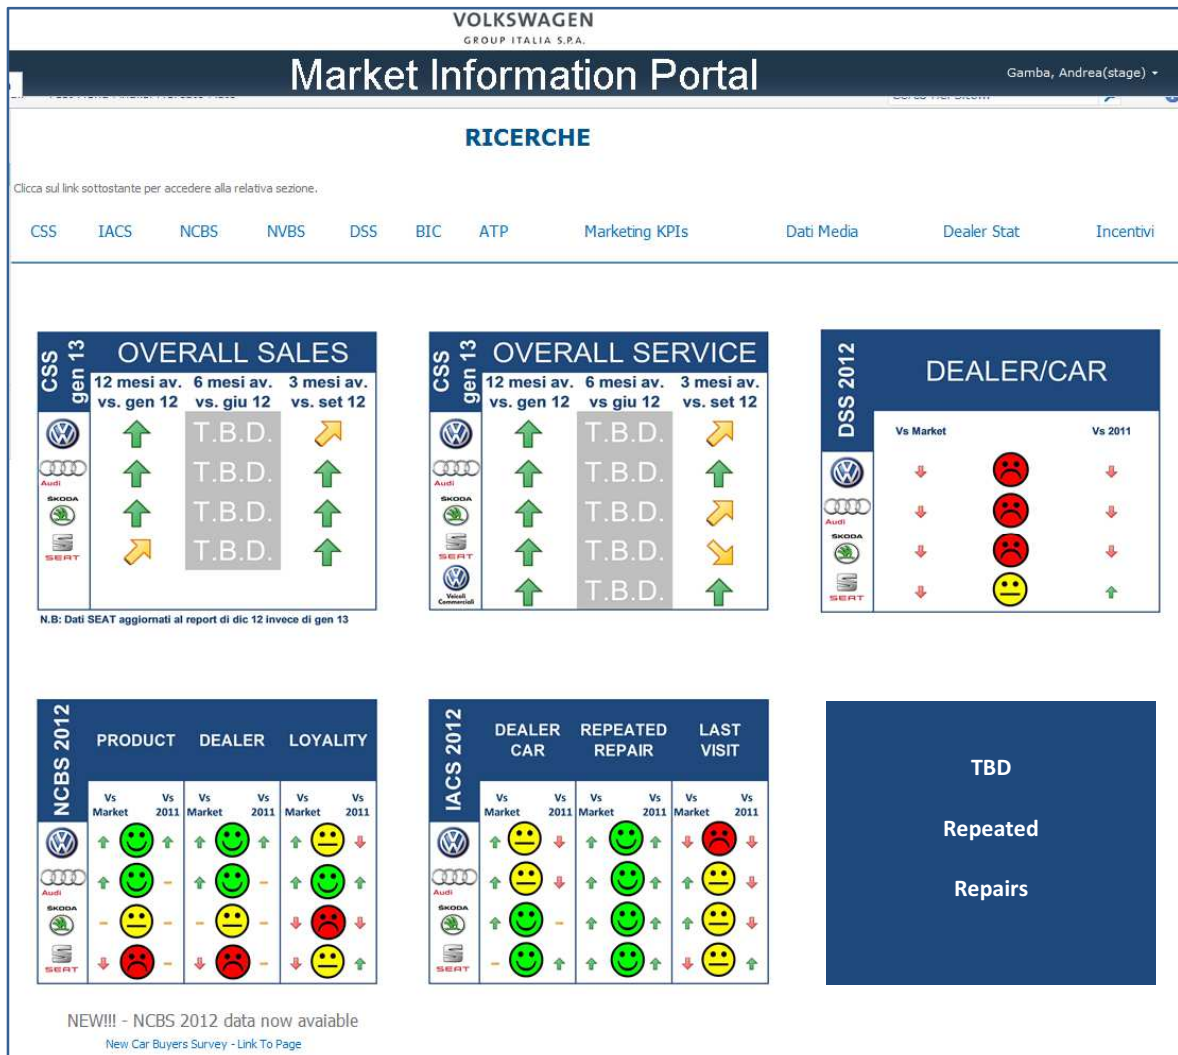 VOLKSWAGEN
GROUP ITALIA S.P.A.
Market Information Portal
Gamba, Andrea(stage)
RICERCHE
Clicca sul link sottostante per accedere alla relativa sezione.
CSS IACS NCBS NVBS DSS BIC ATP Marketing KPIs Dati Media Dealer Stat Incentivi
CSS gen 13
OVERALL SALES
12 mesi av. 6 mesi av. 3 mesi av.
vs. gen 12 vs. giu 12 vs. set 12
T.B.D.
Audi T.B.D.
ŠKODA T.B.D.
SEAT T.B.D.
N.B: Dati SEAT aggiornati al report di dic 12 invece di gen 13
CSS gen 13
OVERALL SERVICE
12 mesi av. 6 mesi av. 3 mesi av.
vs. gen 12 vs. giu 12 vs. set 12
T.B.D.
Audi T.B.D.
ŠKODA T.B.D.
SEAT T.B.D.
Veicoli
Commerciali T.B.D.
DSS 2012
DEALER/CAR
Vs Market Vs 2011
Audi
ŠKODA
SEAT
NCBS 2012
PRODUCT DEALER LOYALITY
Vs Vs Vs Vs Vs Vs
Market 2011 Market 2011 Market 2011
Audi
ŠKODA
SEAT
IACS 2012
DEALER REPEATED LAST
CAR REPAIR VISIT
Vs Vs Vs Vs Vs Vs
Market 2011 Market 2011 Market 2011
Audi
ŠKODA
SEAT
TBD
Repeated
Repairs
NEW!!! - NCBS 2012 data now avaiable
New Car Buyers Survey - Link To Page